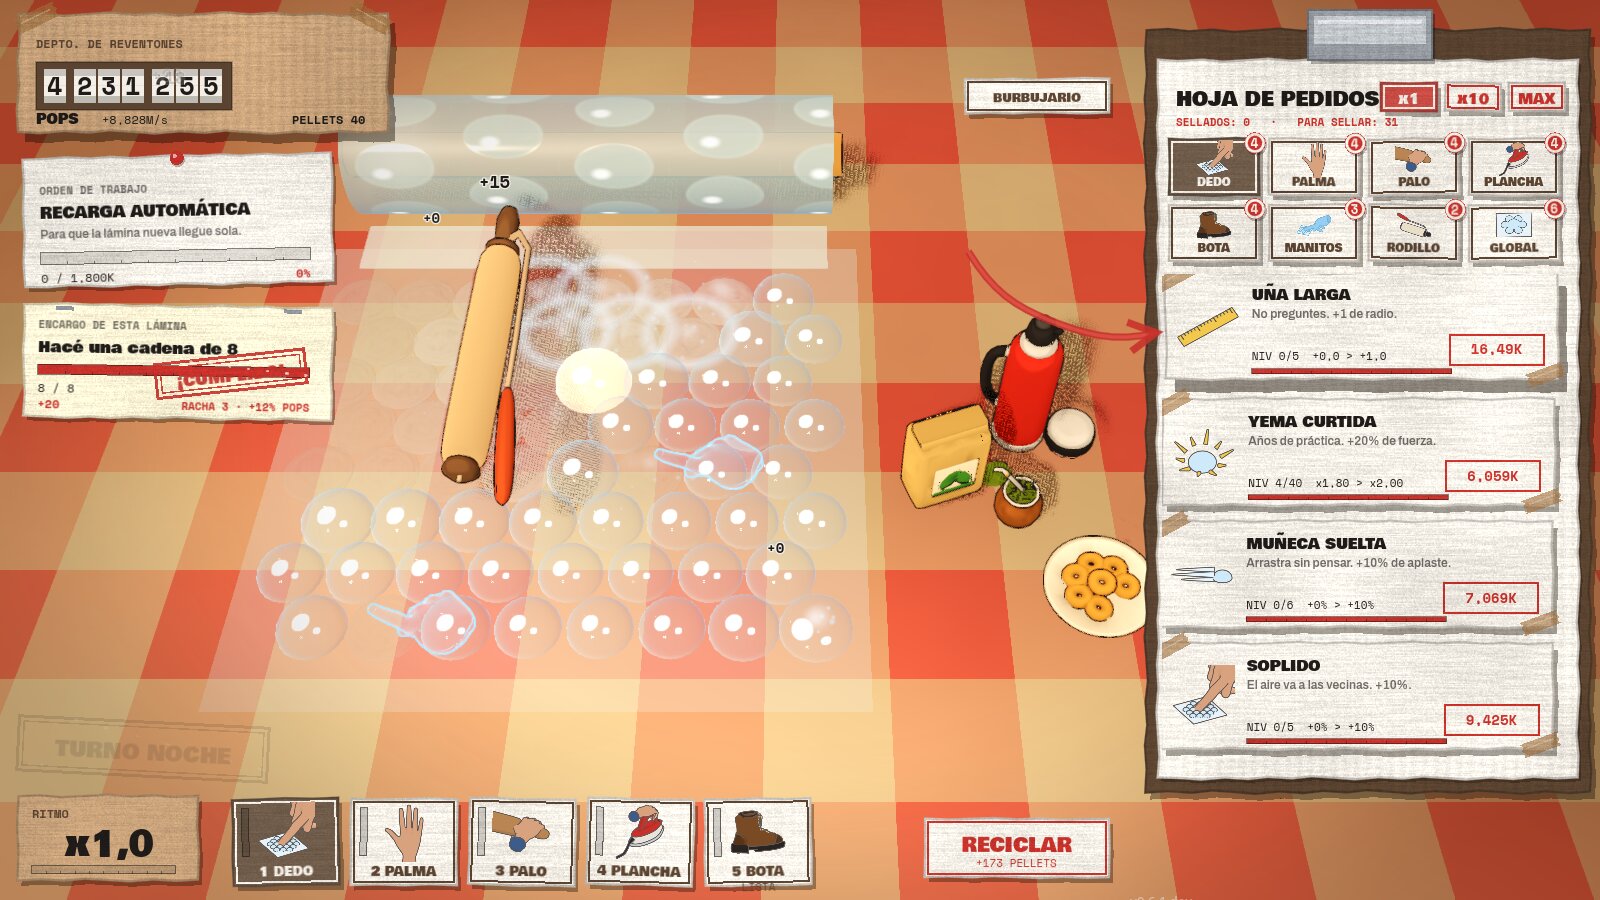 DEPTO. DE REVENTONES
4 231 255
POPS +8,828M/s PELLETS 40
ORDEN DE TRABAJO
RECARGA AUTOMÁTICA
Para que la lámina nueva llegue sola.
0 / 1.800K 0%
ENCARGO DE ESTA LÁMINA
Hacé una cadena de 8
8 / 8
+20 RACHA 3 · +12% POPS
+15
+0
+0
BURBUJARIO
HOJA DE PEDIDOS x1 x10 MAX
SELLADOS: 0 · PARA SELLAR: 31
4 4 4 4
DEDO PALMA PALO PLANCHA
4 3 2 6
BOTA MANITOS RODILLO GLOBAL
UÑA LARGA
No preguntes. +1 de radio.
NIV 0/5 +0,0 > +1,0 16,49K
YEMA CURTIDA
Años de práctica. +20% de fuerza.
NIV 4/40 x1,80 > x2,00 6,059K
MUÑECA SUELTA
Arrastra sin pensar. +10% de aplaste.
NIV 0/6 +0% > +10% 7,069K
SOPLIDO
El aire va a las vecinas. +10%.
NIV 0/5 +0% > +10% 9,425K
TURNO NOCHE
RITMO
x1,0
1 DEDO 2 PALMA 3 PALO 4 PLANCHA 5 BOTA
LISTA
RECICLAR
+173 PELLETS